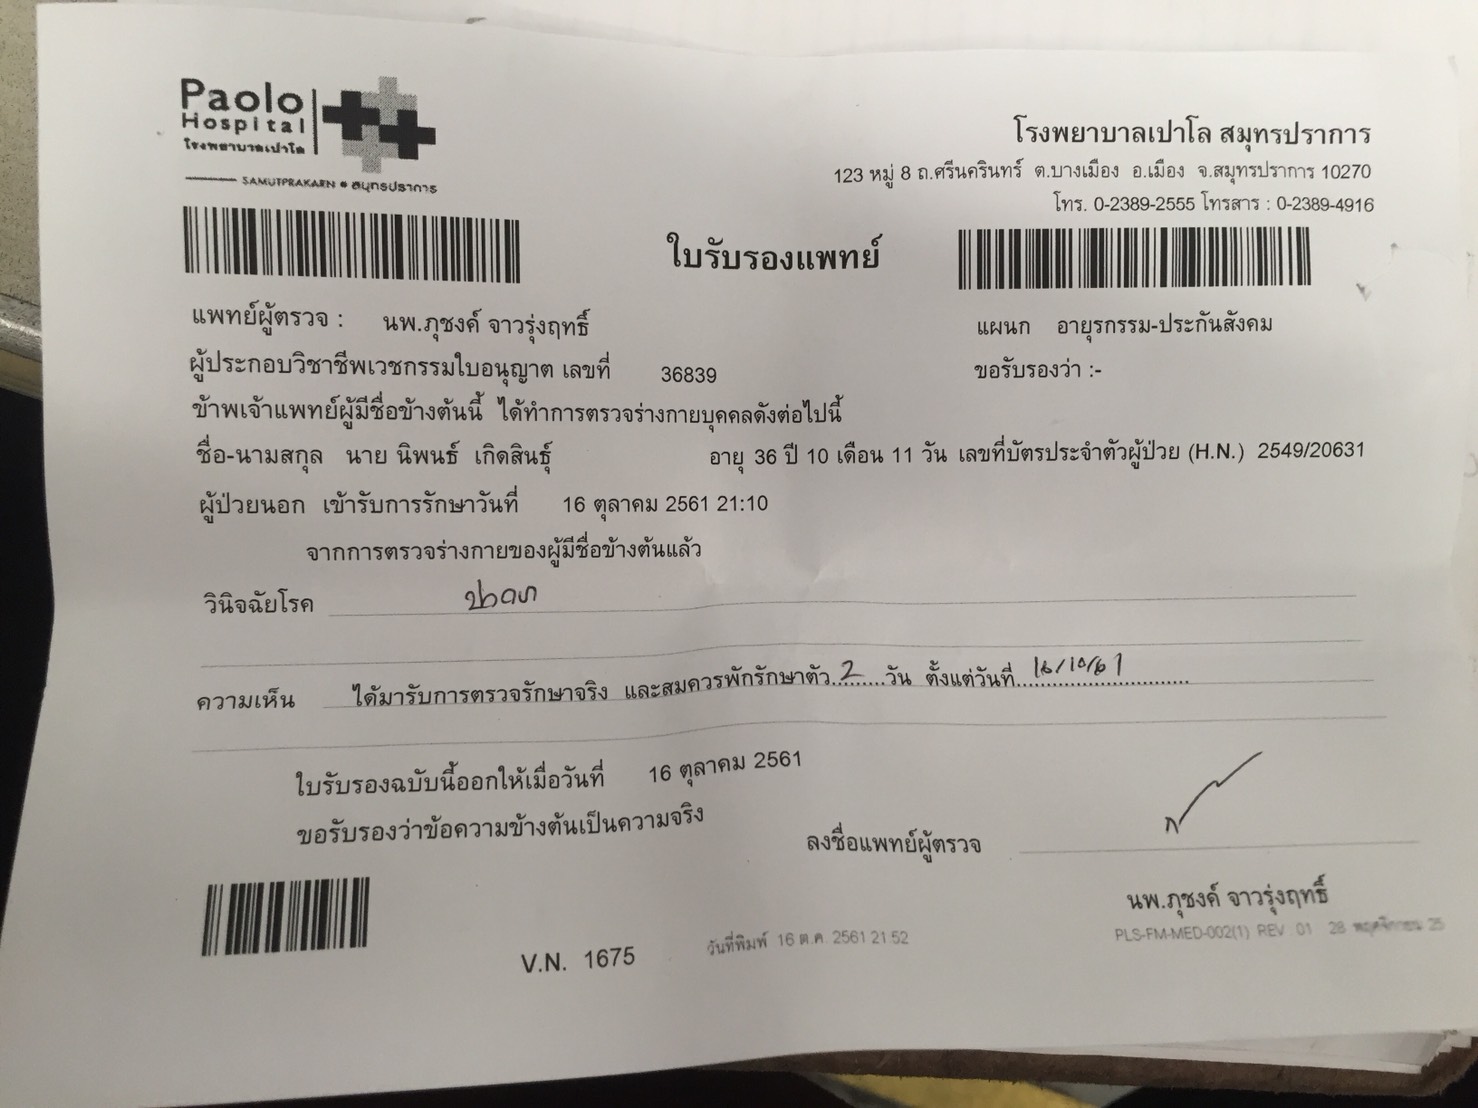 Paolo
Hospital
โรงพยาบาลเปาโล
SAMUTPRAKARN สมุทรปราการ
โรงพยาบาลเปาโล สมุทรปราการ
123 หมู่ 8 ถ.ศรีนครินทร์ ต.บางเมือง อ.เมือง จ.สมุทรปราการ 10270
โทร. 0-2389-2555 โทรสาร : 0-2389-4916
ใบรับรองแพทย์
แพทย์ผู้ตรวจ : นพ.ภุชงค์ จาวรุ่งฤทธิ์ แผนก อายุรกรรม-ประกันสังคม
ผู้ประกอบวิชาชีพเวชกรรมใบอนุญาต เลขที่ 36839 ขอรับรองว่า :-
ข้าพเจ้าแพทย์ผู้มีชื่อข้างต้นนี้ ได้ทำการตรวจร่างกายบุคคลดังต่อไปนี้
ชื่อ-นามสกุล นาย นิพนธ์ เกิดสินธุ์ อายุ 36 ปี 10 เดือน 11 วัน เลขที่บัตรประจำตัวผู้ป่วย (H.N.) 2549/20631
ผู้ป่วยนอก เข้ารับการรักษาวันที่ 16 ตุลาคม 2561 21:10
จากการตรวจร่างกายของผู้มีชื่อข้างต้นแล้ว
วินิจฉัยโรค
ความเห็น ได้มารับการตรวจรักษาจริง และสมควรพักรักษาตัว..2.....วัน ตั้งแต่วันที่...16/10/61...
ใบรับรองฉบับนี้ออกให้เมื่อวันที่ 16 ตุลาคม 2561
ขอรับรองว่าข้อความข้างต้นเป็นความจริง
ลงชื่อแพทย์ผู้ตรวจ
นพ.ภุชงค์ จาวรุ่งฤทธิ์
V.N. 1675
วันที่พิมพ์ 16 ต.ค. 2561 21:52
PLS-FM-MED-002(1) REV 01 28 พฤศจิกายน 25